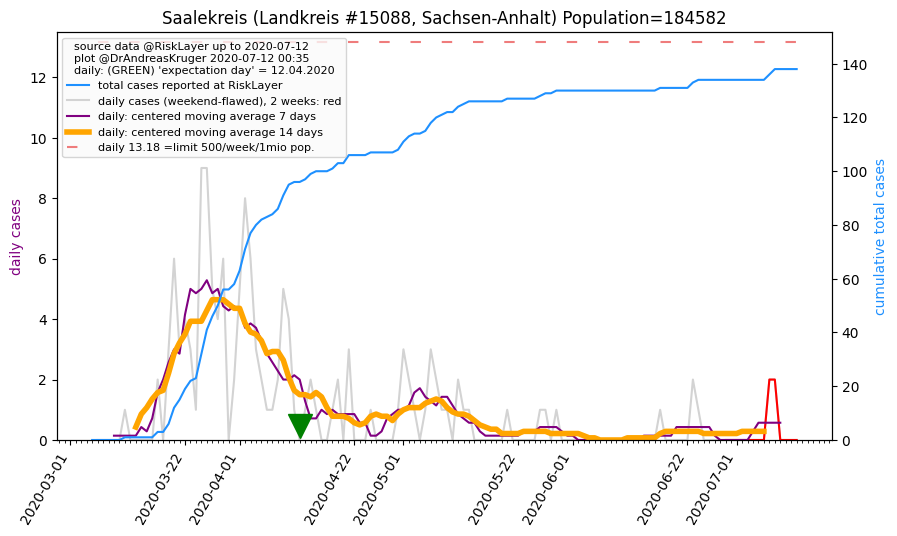 Saalekreis (Landkreis #15088, Sachsen-Anhalt) Population=184582
source data @RiskLayer up to 2020-07-12
plot @DrAndreasKruger 2020-07-12 00:35
daily: (GREEN) 'expectation day' = 12.04.2020
total cases reported at RiskLayer
daily cases (weekend-flawed), 2 weeks: red
daily: centered moving average 7 days
daily: centered moving average 14 days
daily 13.18 =limit 500/week/1mio pop.
daily cases
12
10
8
6
4
2
0
cumulative total cases
140
120
100
80
60
40
20
0
2020-03-01
2020-03-22
2020-04-01
2020-04-22
2020-05-01
2020-05-22
2020-06-01
2020-06-22
2020-07-01